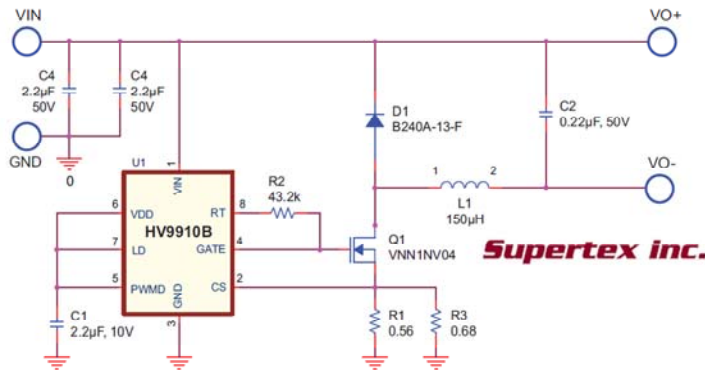 VIN
VO+
C4
2.2µF
50V
C4
2.2µF
50V
D1
B240A-13-F
C2
0.22µF, 50V
GND
0
U1
1
VIN
R2
43.2k
1
2
L1
150µH
VO-
6
VDD
RT
8
HV9910B
7
LD
GATE
4
Q1
VNN1NV04
Supertex inc.
5
PWMD
GND
CS
2
C1
2.2µF, 10V
3
R1
0.56
R3
0.68